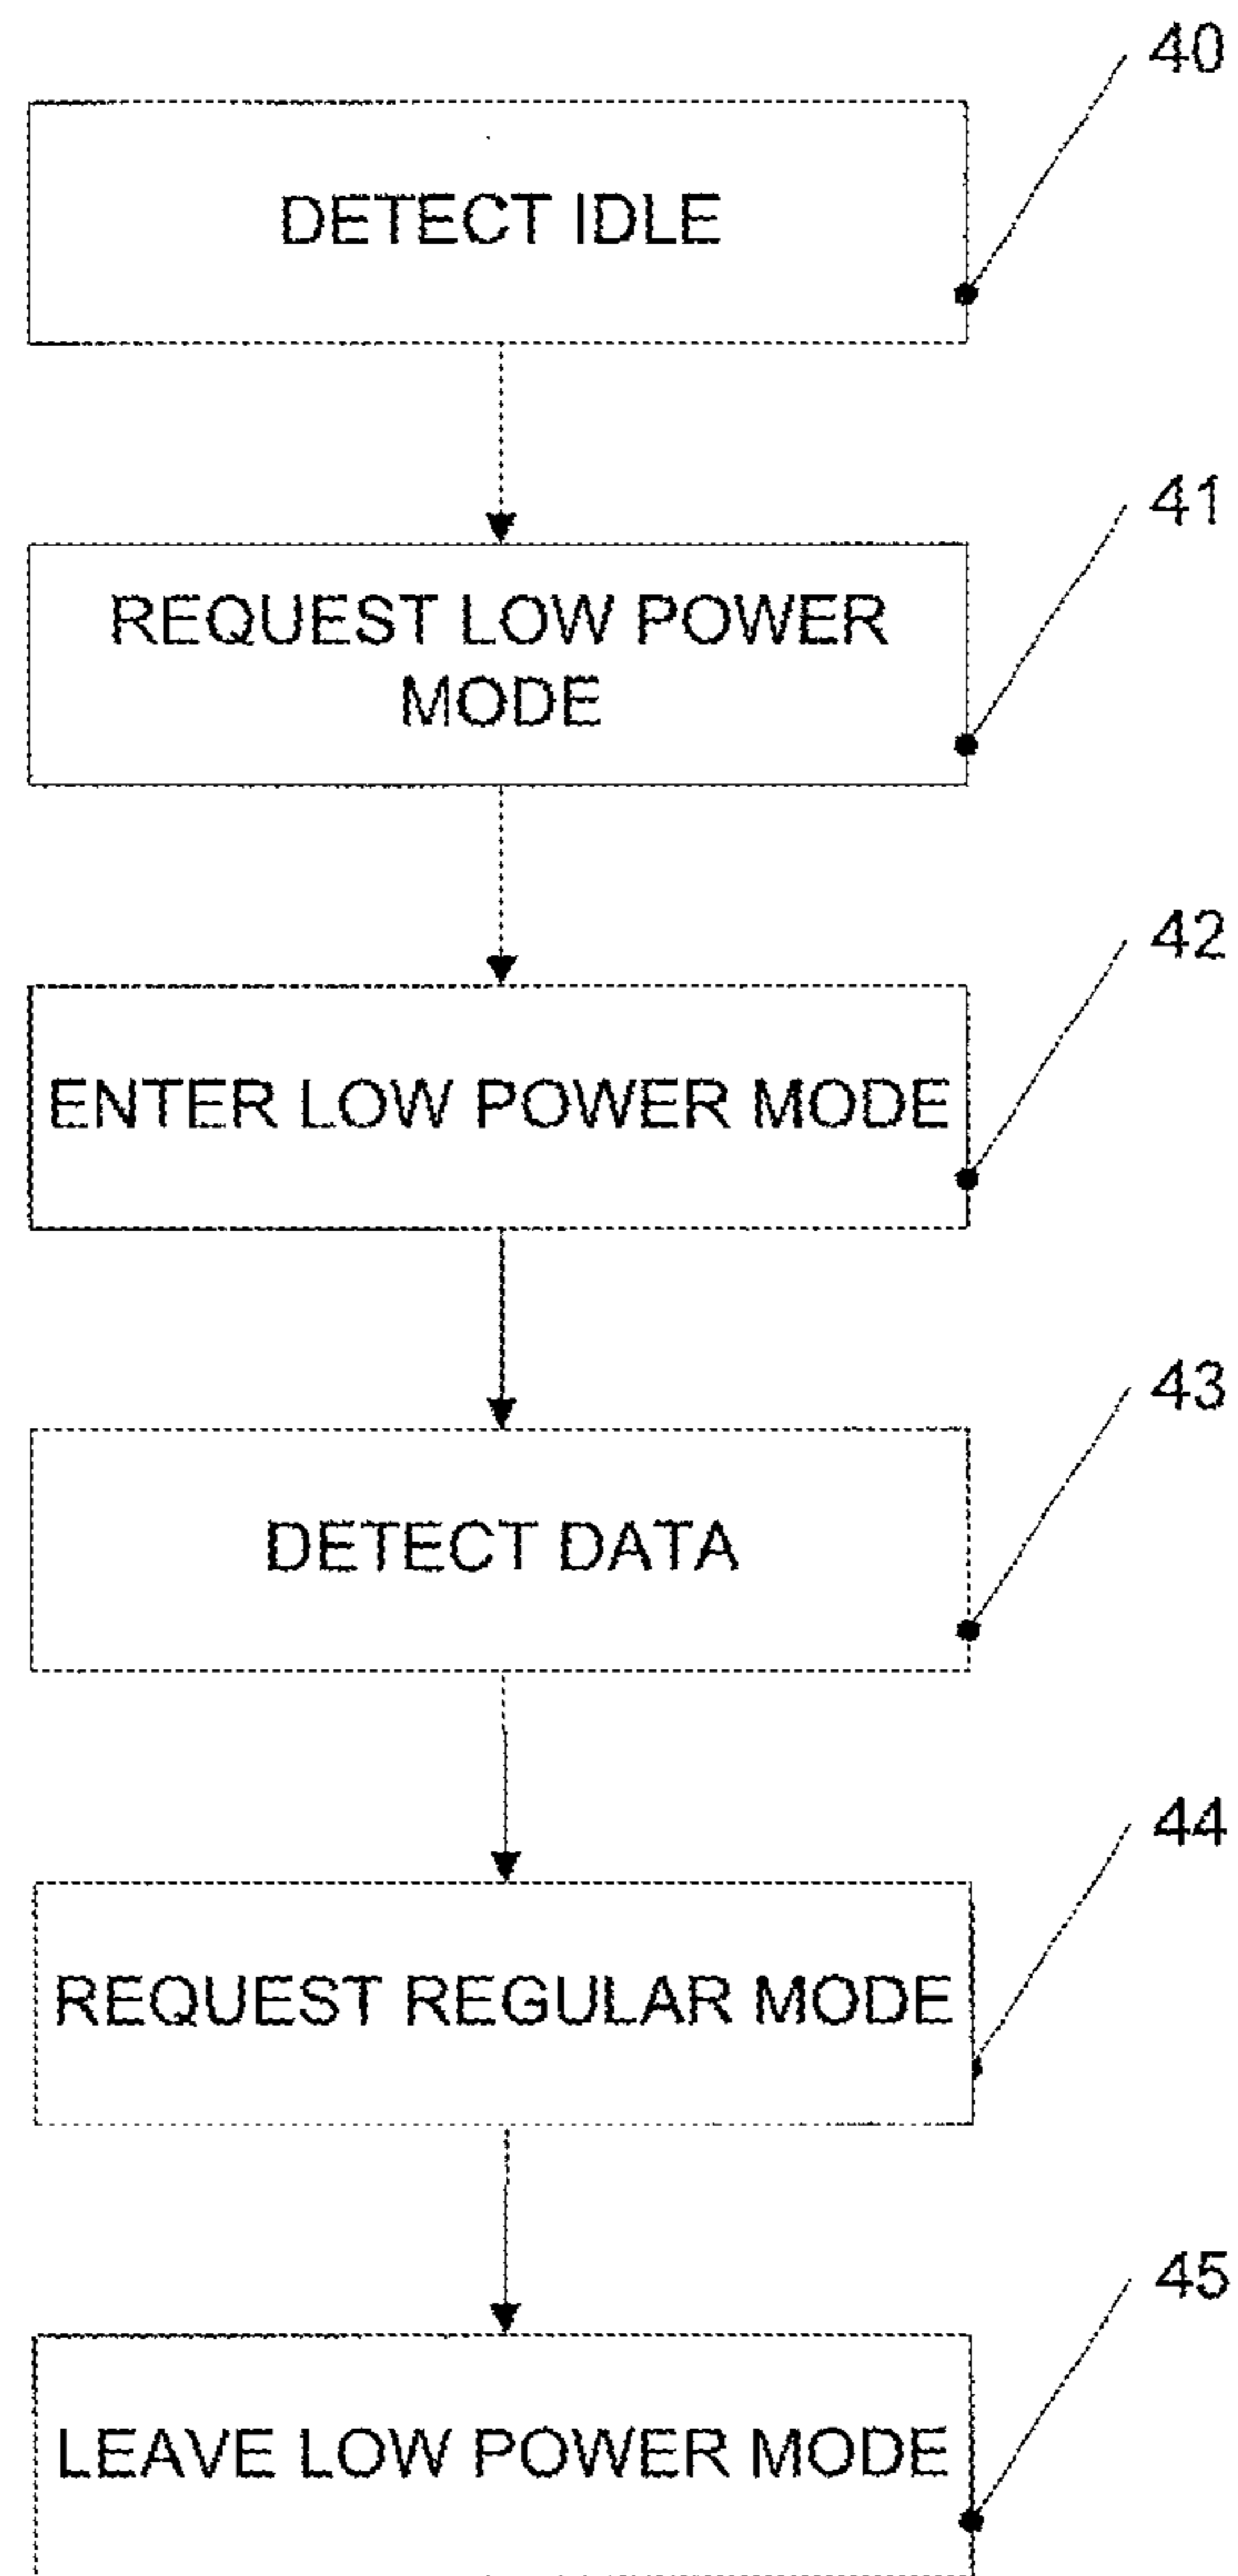 40
DETECT IDLE
41
REQUEST LOW POWER
MODE
42
ENTER LOW POWER MODE
43
DETECT DATA
44
REQUEST REGULAR MODE
45
LEAVE LOW POWER MODE